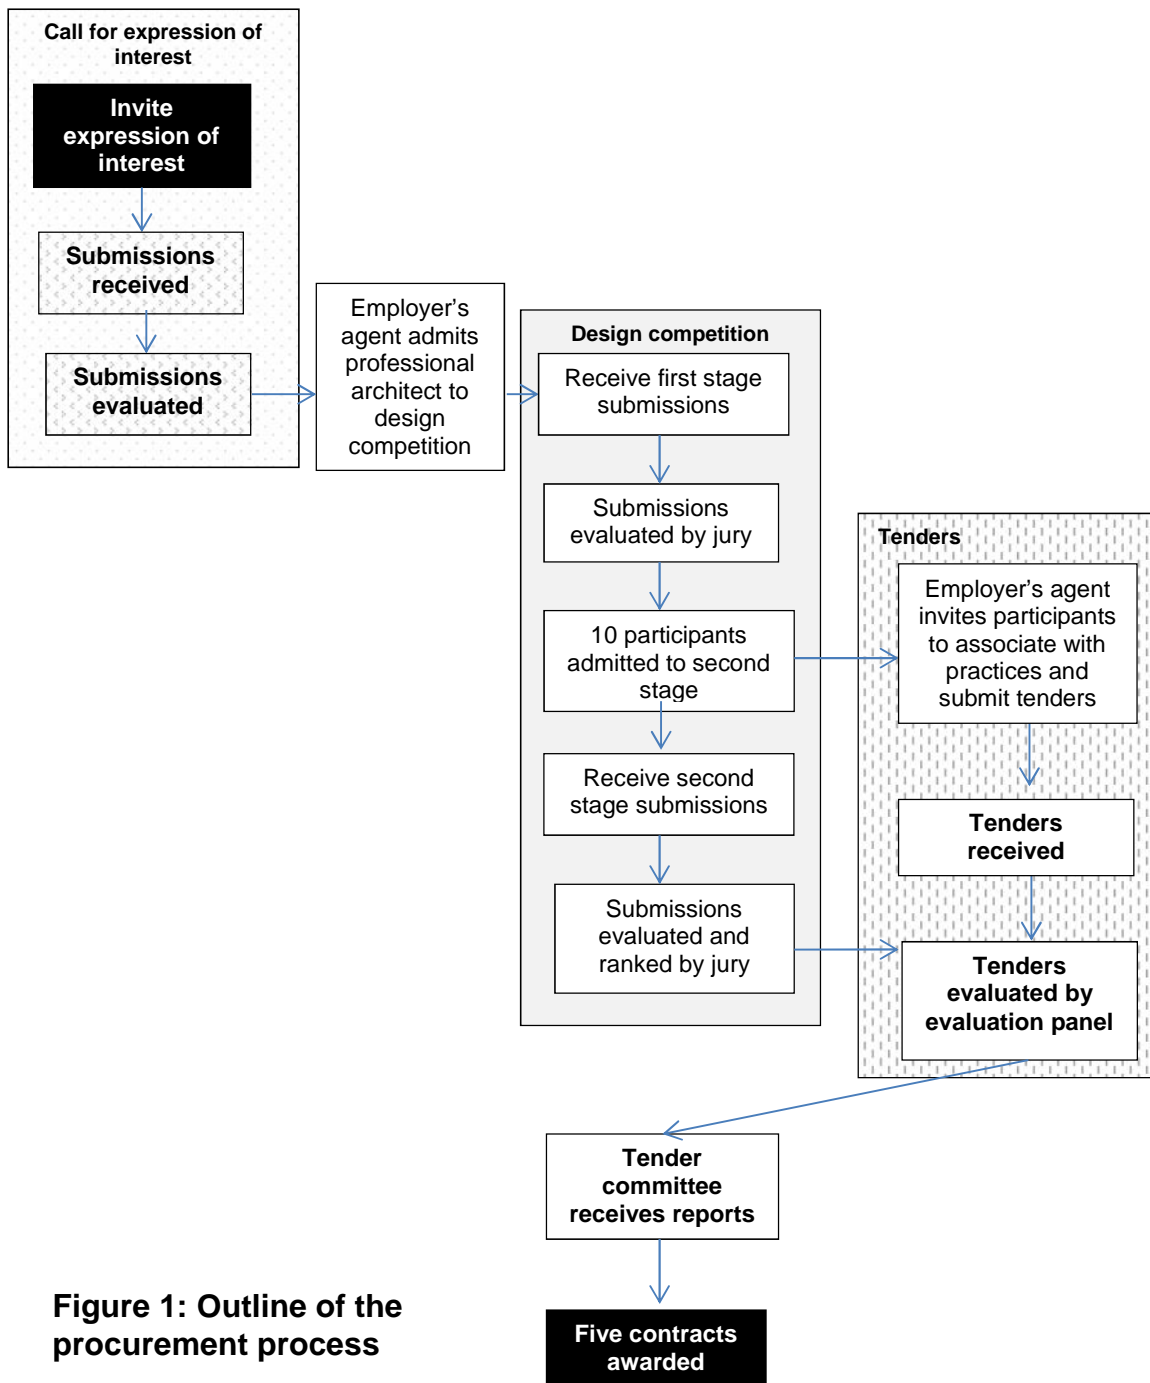 Call for expression of
interest
Invite
expression of
interest
Submissions
received
Submissions
evaluated
Employer’s
agent admits
professional
architect to
design
competition
Design competition
Receive first stage
submissions
Submissions
evaluated by jury
10 participants
admitted to second
stage
Receive second
stage submissions
Submissions
evaluated and
ranked by jury
Tenders
Employer’s agent
invites participants
to associate with
practices and
submit tenders
Tenders
received
Tenders
evaluated by
evaluation panel
Tender
committee
receives reports
Five contracts
awarded
Figure 1: Outline of the
procurement process